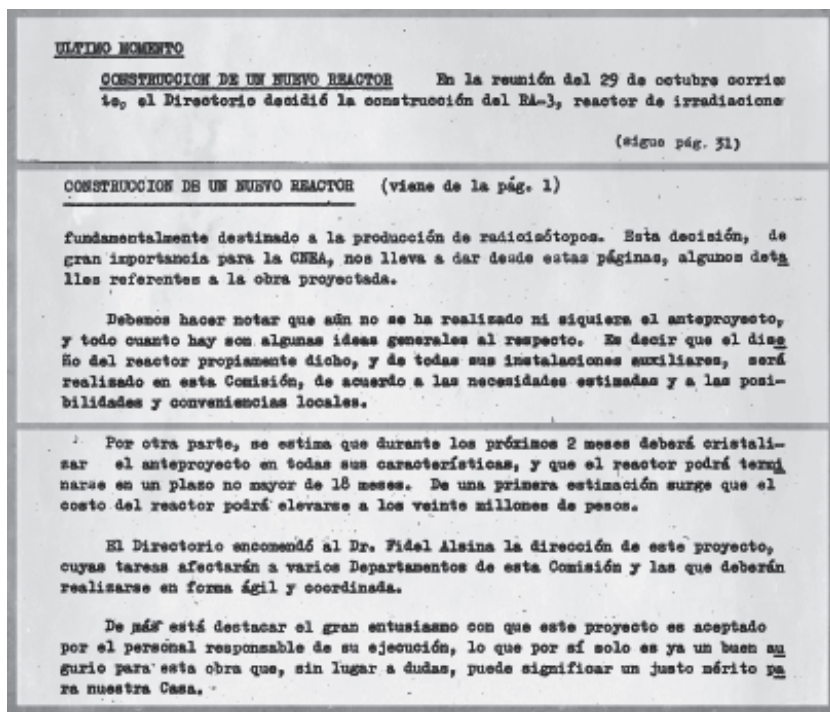 ULTIMO MOMENTO
CONSTRUCCION DE UN NUEVO REACTOR En la reunión del 29 de octubre corrie
te, el Directorio decidió la construcción del RA-3, reactor de irradiacione
(sigue pág. 31)
CONSTRUCCION DE UN NUEVO REACTOR (viene de la pág. 1)
fundamentalmente destinado a la producción de radioisótopos. Esta decisión, de
gran importancia para la CNEA, nos lleva a dar desde estas páginas, algunos deta
lles referentes a la obra proyectada.
Debemos hacer notar que aún no se ha realizado ni siquiera el anteproyecto,
y todo cuanto hay son algunas ideas generales al respecto. Es decir que el dise
ño del reactor propiamente dicho, y de todas sus instalaciones auxiliares, será
realizado en esta Comisión, de acuerdo a las necesidades estimadas y a las posi-
bilidades y conveniencias locales.
Por otra parte, se estima que durante los próximos 2 meses deberá cristali-
zar el anteproyecto en todas sus características, y que el reactor podrá termi
narse en un plazo no mayor de 18 meses. De una primera estimación surge que el
costo del reactor podrá elevarse a los veinte millones de pesos.
El Directorio encomendó al Dr. Fidel Alsina la dirección de este proyecto,
cuyas tareas afectarán a varios Departamentos de esta Comisión y las que deberán
realizarse en forma ágil y coordinada.
De más está destacar el gran entusiasmo con que este proyecto es aceptado
por el personal responsable de su ejecución, lo que por sí solo es ya un buen au
gurio para esta obra que, sin lugar a dudas, puede significar un justo mérito pa
ra nuestra Casa.